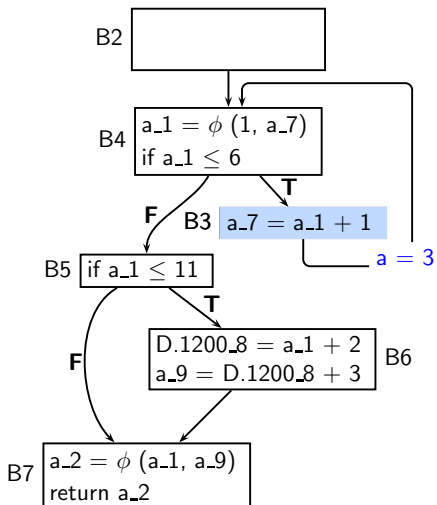 B2
B4
a_1 = ϕ (1, a_7)
if a_1 ≤ 6
F
T
B3
a_7 = a_1 + 1
a = 3
B5
if a_1 ≤ 11
T
F
D.1200_8 = a_1 + 2
a_9 = D.1200_8 + 3
B6
B7
a_2 = ϕ (a_1, a_9)
return a_2